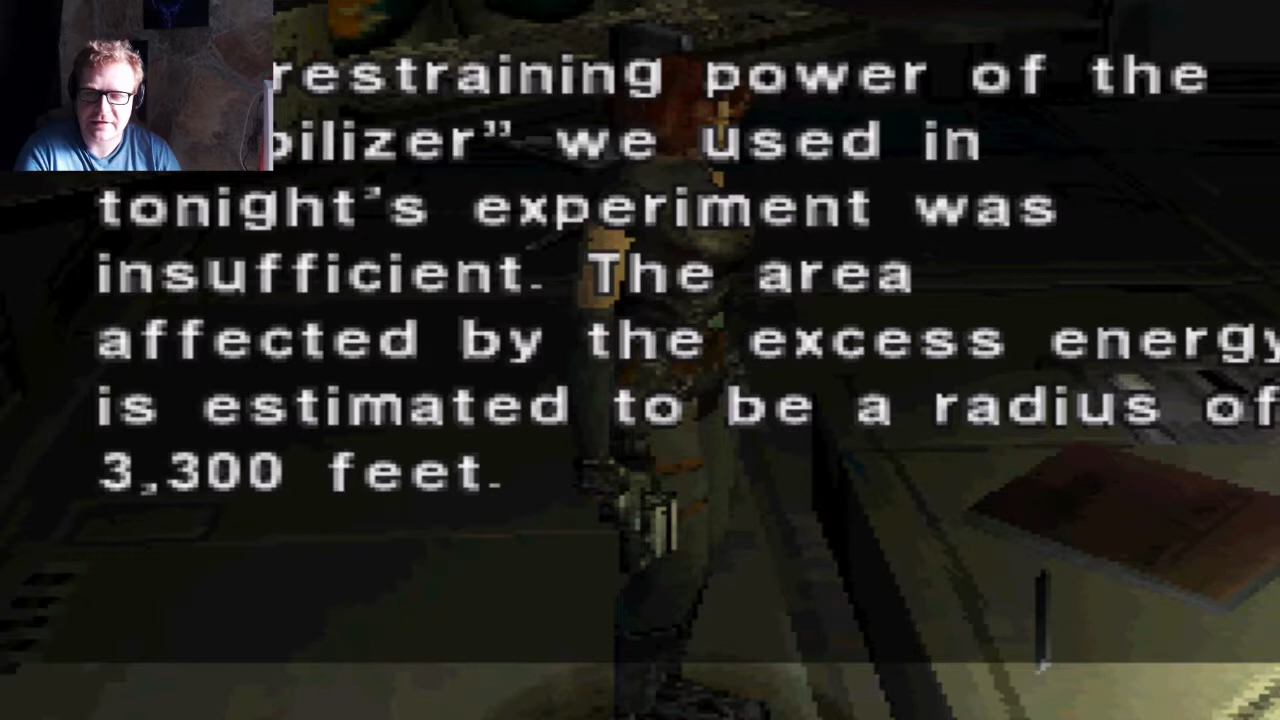 restraining power of the
bilizer” we used in
tonight’s experiment was
insufficient. The area
affected by the excess energy
is estimated to be a radius of
3,300 feet.